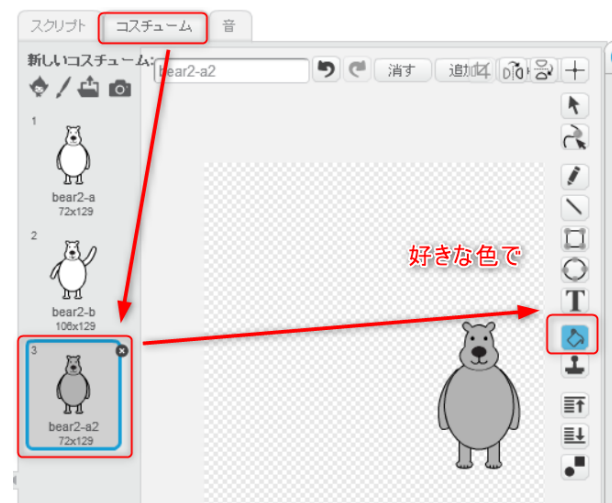 スクリプト コスチューム 音
新しいコスチューム:
bear2-a2 消す 追加
1
bear2-a
72x129
2
bear2-b
106x129
3
bear2-a2
72x129
好きな色で
T